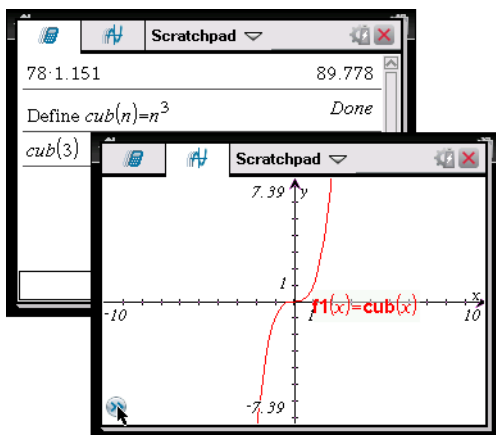 Scratchpad
78·1.151 89.778
Define cub(n)=n³ Done
cub(3)
Scratchpad
7.39 y
1
f1(x)=cub(x) x
-10 1 10
-7.39